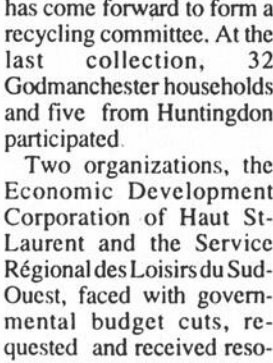 has come forward to form a
recycling committee. At the
last collection, 32
Godmanchester households
and five from Huntingdon
participated.
Two organizations, the
Economic Development
Corporation of Haut St-
Laurent and the Service
Régional des Loisirs du Sud-
Ouest, faced with govern-
mental budget cuts, re-
quested and received reso-